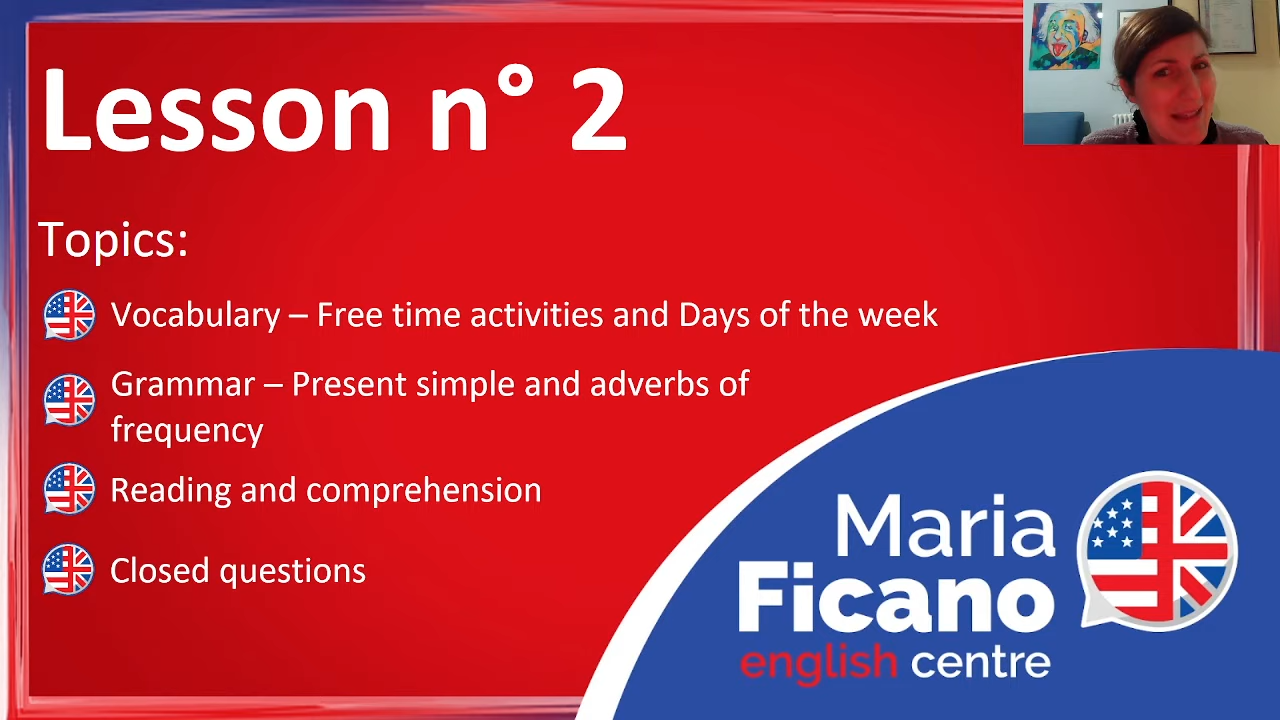 Lesson n° 2
Topics:
Vocabulary – Free time activities and Days of the week
Grammar – Present simple and adverbs of
frequency
Reading and comprehension
Closed questions
Maria
Ficano
english centre